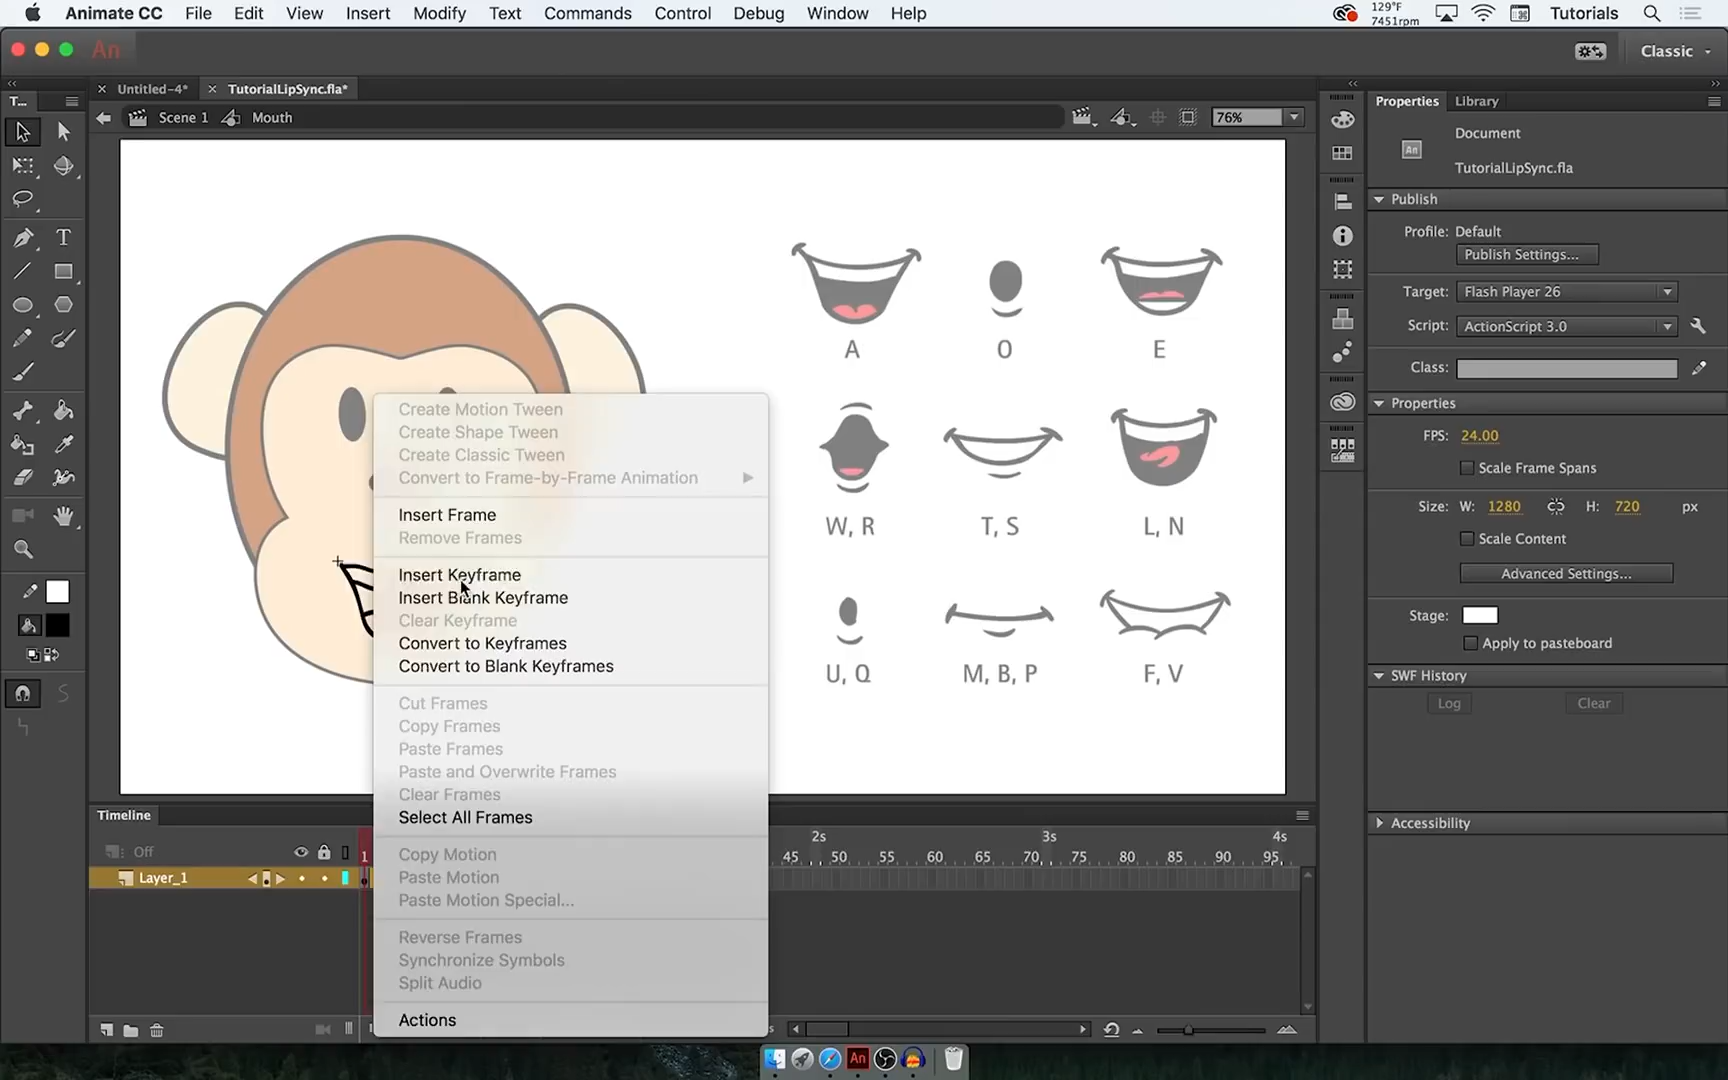 Animate CC File Edit View Insert Modify Text Commands Control Debug Window Help 129°F 7451rpm Tutorials
An Classic
Untitled-4* TutorialLipSync.fla*
T...
Scene 1 Mouth 76%
Properties Library
Document
An
TutorialLipSync.fla
Publish
Profile: Default
Publish Settings...
Target: Flash Player 26
Script: ActionScript 3.0
Class:
Properties
FPS: 24.00
Scale Frame Spans
Size: W: 1280 H: 720 px
Scale Content
Advanced Settings...
Stage:
Apply to pasteboard
SWF History
Log Clear
Accessibility
A O E
W, R T, S L, N
U, Q M, B, P F, V
Create Motion Tween
Create Shape Tween
Create Classic Tween
Convert to Frame-by-Frame Animation
Insert Frame
Remove Frames
Insert Keyframe
Insert Blank Keyframe
Clear Keyframe
Convert to Keyframes
Convert to Blank Keyframes
Cut Frames
Copy Frames
Paste Frames
Paste and Overwrite Frames
Clear Frames
Select All Frames
Copy Motion
Paste Motion
Paste Motion Special...
Reverse Frames
Synchronize Symbols
Split Audio
Actions
Timeline
Off 2s 3s 4s
1 45 50 55 60 65 70 75 80 85 90 95
Layer_1
s
An